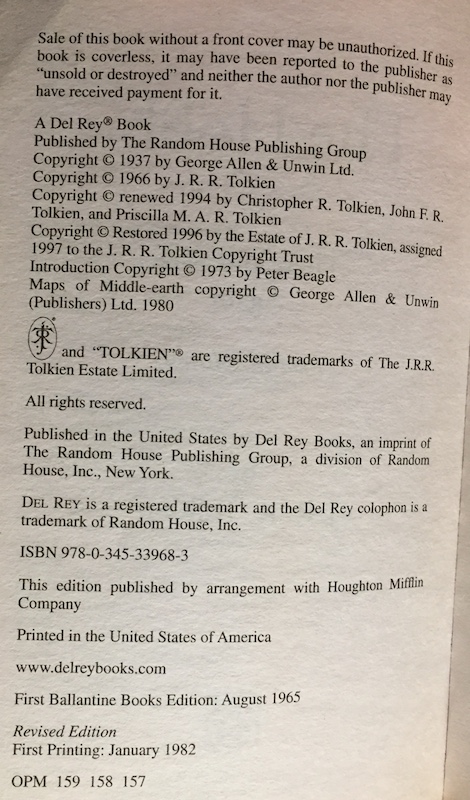 Sale of this book without a front cover may be unauthorized. If this
book is coverless, it may have been reported to the publisher as
“unsold or destroyed” and neither the author nor the publisher may
have received payment for it.
A Del Rey® Book
Published by The Random House Publishing Group
Copyright © 1937 by George Allen & Unwin Ltd.
Copyright © 1966 by J. R. R. Tolkien
Copyright © renewed 1994 by Christopher R. Tolkien, John F. R.
Tolkien, and Priscilla M. A. R. Tolkien
Copyright © Restored 1996 by the Estate of J. R. R. Tolkien, assigned
1997 to the J. R. R. Tolkien Copyright Trust
Introduction Copyright © 1973 by Peter Beagle
Maps of Middle-earth copyright © George Allen & Unwin
(Publishers) Ltd. 1980
and “TOLKIEN”® are registered trademarks of The J.R.R.
Tolkien Estate Limited.
All rights reserved.
Published in the United States by Del Rey Books, an imprint of
The Random House Publishing Group, a division of Random
House, Inc., New York.
DEL REY is a registered trademark and the Del Rey colophon is a
trademark of Random House, Inc.
ISBN 978-0-345-33968-3
This edition published by arrangement with Houghton Mifflin
Company
Printed in the United States of America
www.delreybooks.com
First Ballantine Books Edition: August 1965
Revised Edition
First Printing: January 1982
OPM 159 158 157